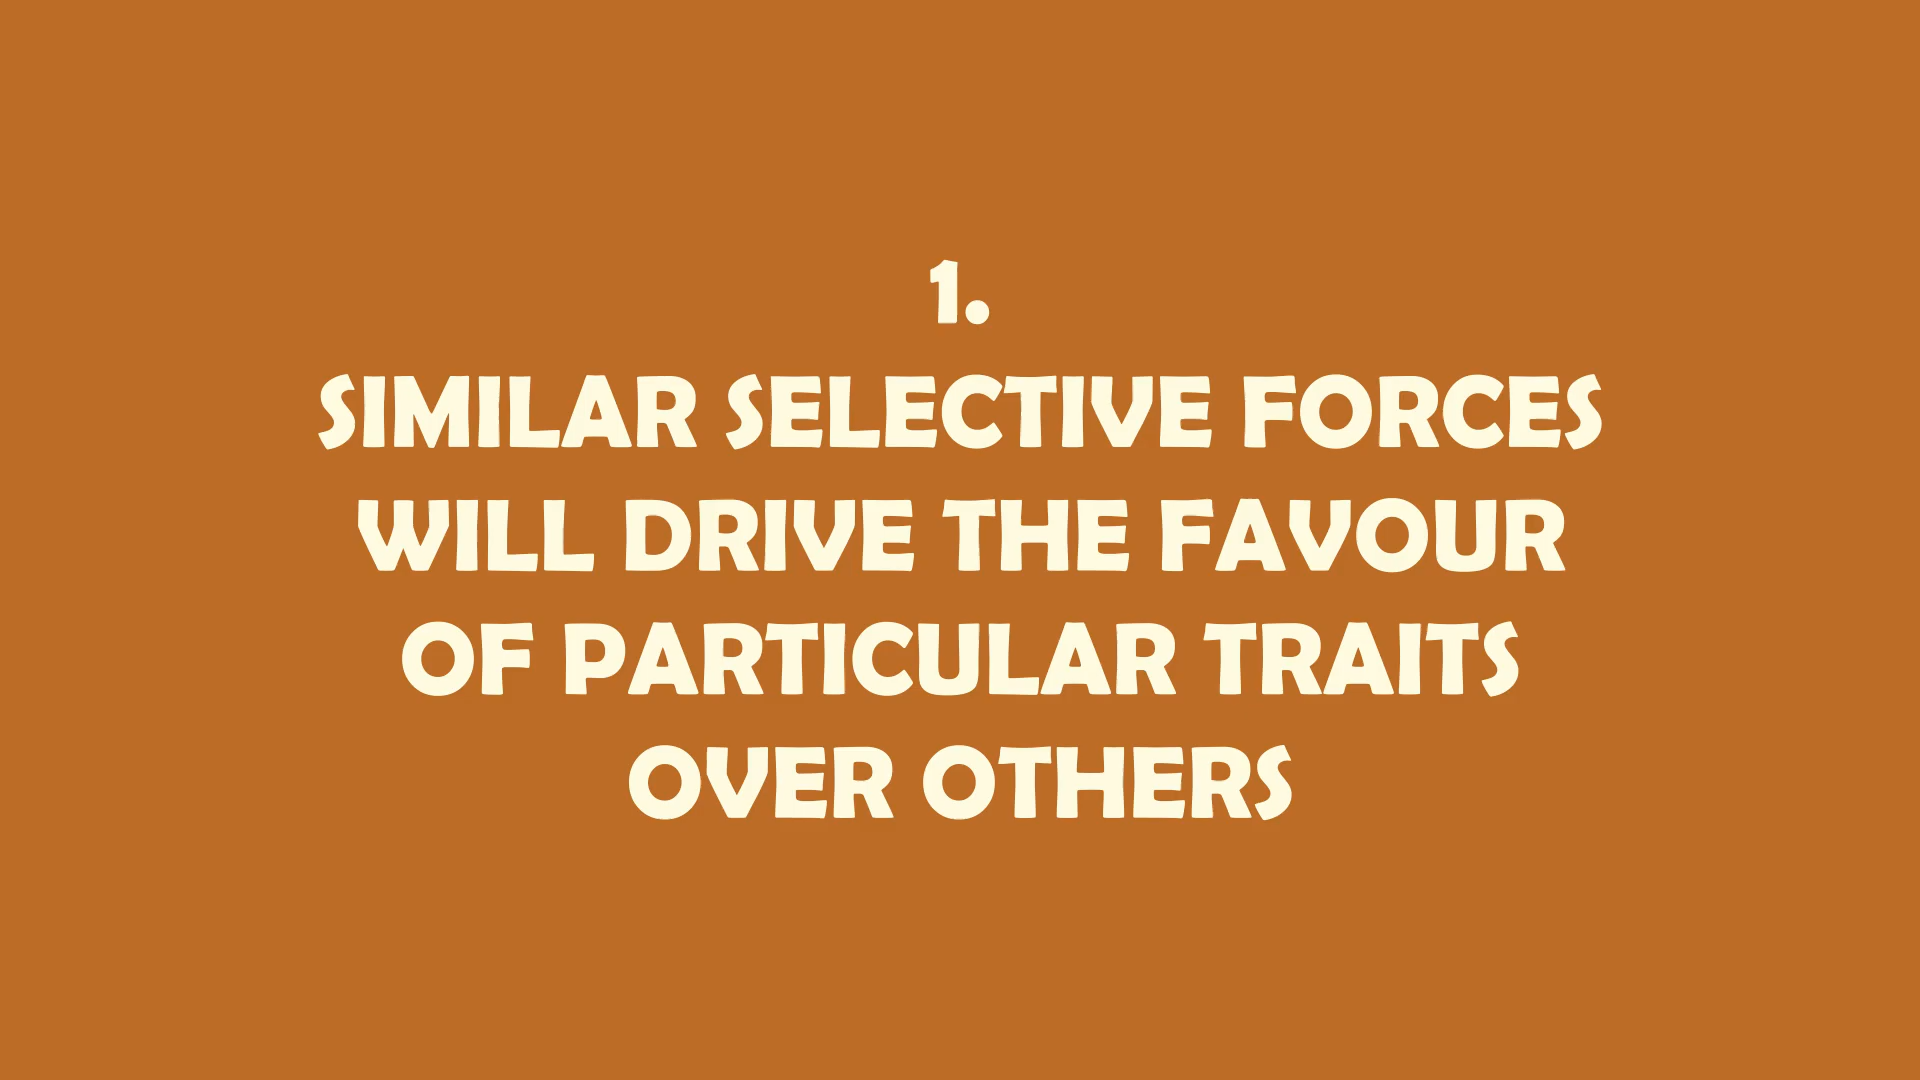 1.
SIMILAR SELECTIVE FORCES
WILL DRIVE THE FAVOUR
OF PARTICULAR TRAITS
OVER OTHERS